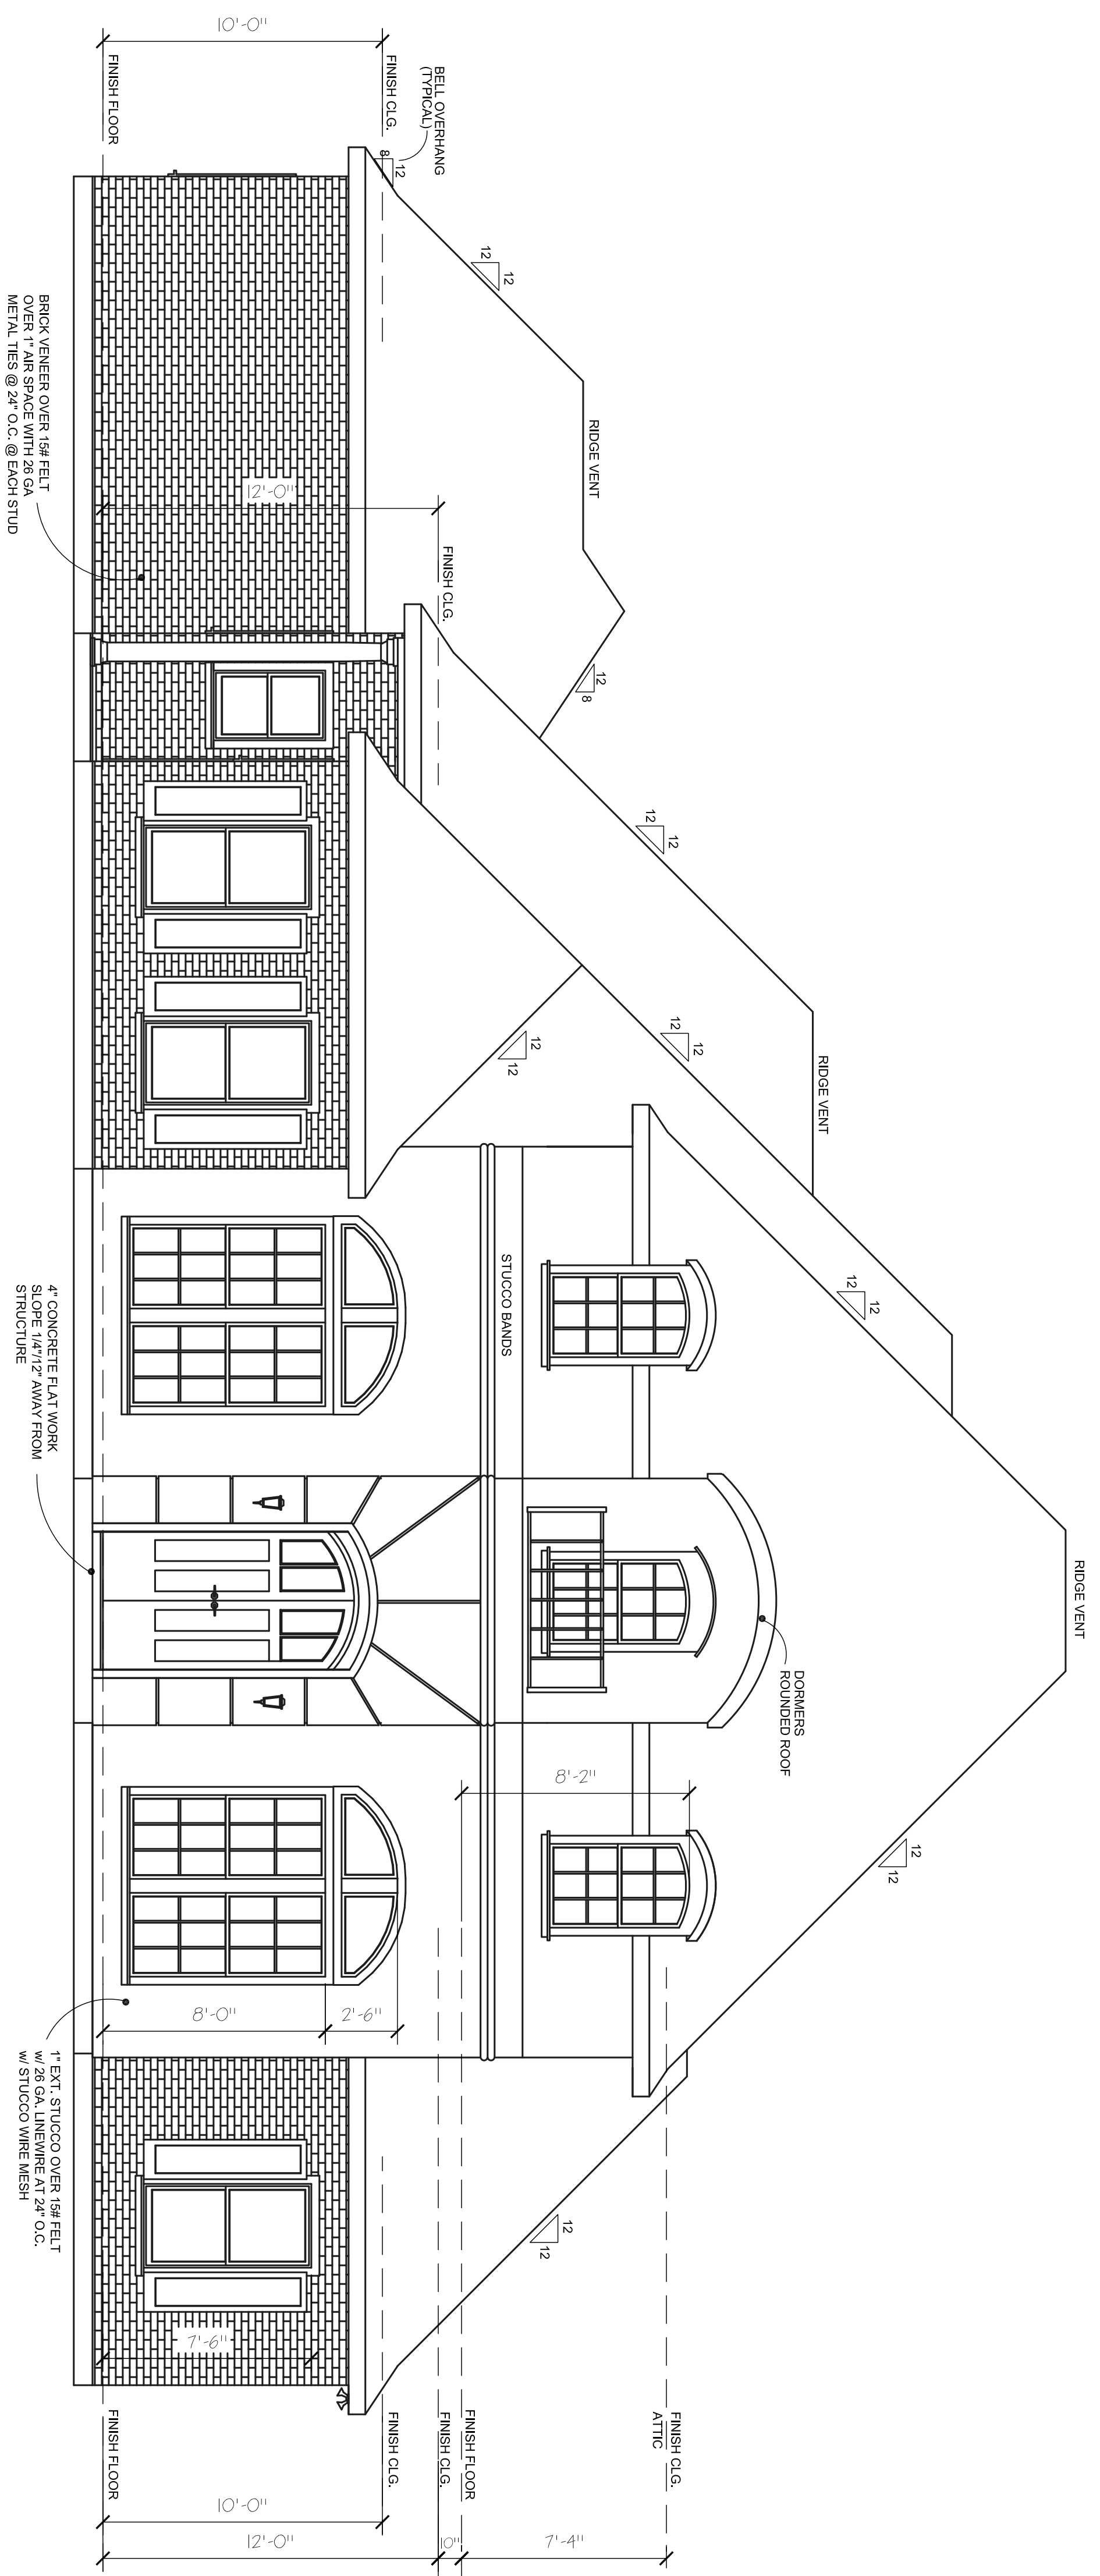 RIDGE VENT
12
12
12
12
RIDGE VENT
12
12
12
12
DORMERS
ROUNDED ROOF
RIDGE VENT
12
8
12
12
12
12
12
12
12
12
BELL OVERHANG
(TYPICAL)
12
8
STUCCO BANDS
8'-2"
FINISH CLG.
FINISH CLG.
10'-0"
12'-0"
FINISH FLOOR
8'-0"
2'-6"
7'-6"
FINISH CLG.
ATTIC
FINISH FLOOR
FINISH CLG.
FINISH CLG.
FINISH FLOOR
7'-4"
10"
12'-0"
10'-0"
BRICK VENEER OVER 15# FELT
OVER 1" AIR SPACE WITH 26 GA
METAL TIES @ 24" O.C. @ EACH STUD
4" CONCRETE FLAT WORK
SLOPE 1/4"/12" AWAY FROM
STRUCTURE
1" EXT. STUCCO OVER 15# FELT
w/ 26 GA. LINEWIRE AT 24" O.C.
w/ STUCCO WIRE MESH